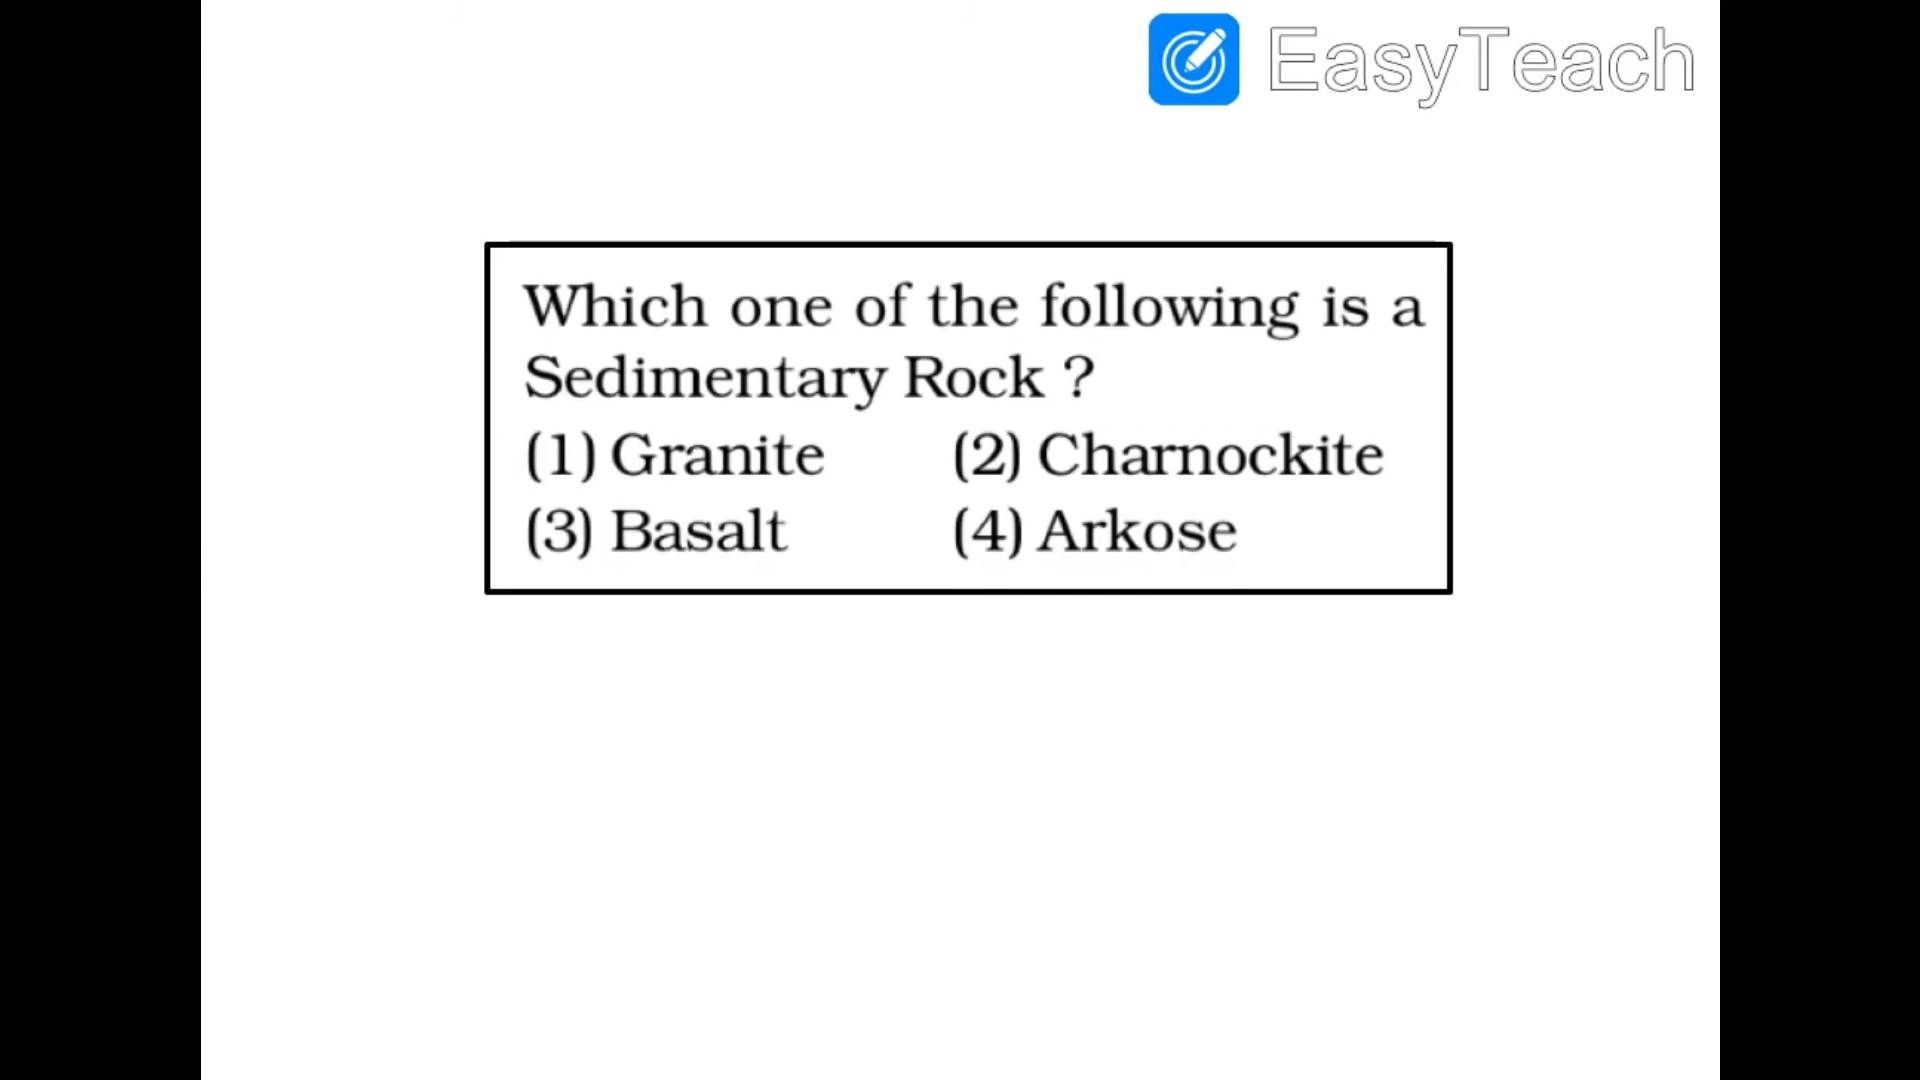 EasyTeach
Which one of the following is a
Sedimentary Rock ?
(1) Granite (2) Charnockite
(3) Basalt (4) Arkose